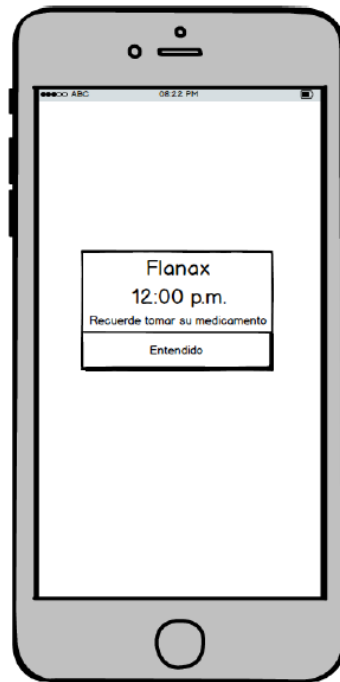 ABC 08:22 PM
Flanax
12:00 p.m.
Recuerde tomar su medicamento
Entendido